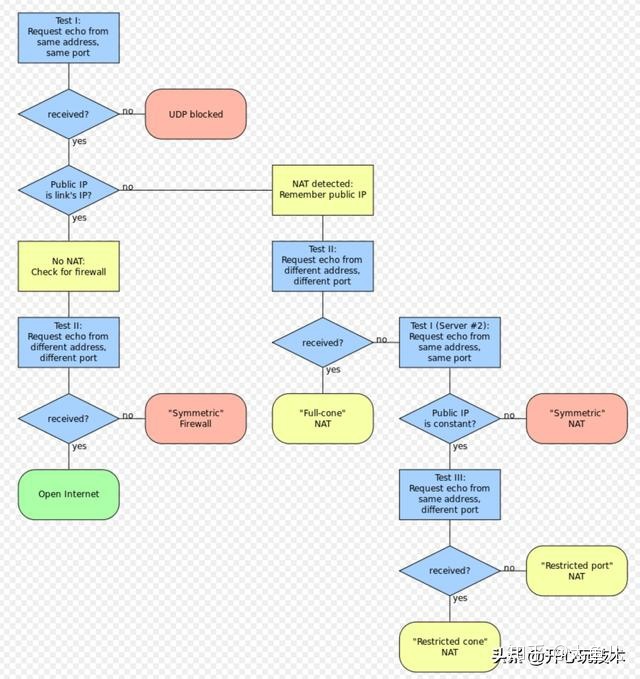 Test I:
Request echo from
same address,
same port
received?
no
UDP blocked
yes
Public IP
is link's IP?
no
NAT detected:
Remember public IP
yes
No NAT:
Check for firewall
Test II:
Request echo from
different address,
different port
Test II:
Request echo from
different address,
different port
received?
no
Test I (Server #2):
Request echo from
same address,
same port
yes
received?
no
"Symmetric"
Firewall
"Full-cone"
NAT
Public IP
is constant?
no
"Symmetric"
NAT
yes
yes
Open Internet
Test III:
Request echo from
same address,
different port
received?
no
"Restricted port"
NAT
yes
"Restricted cone"
NAT
头条 @开心玩技术